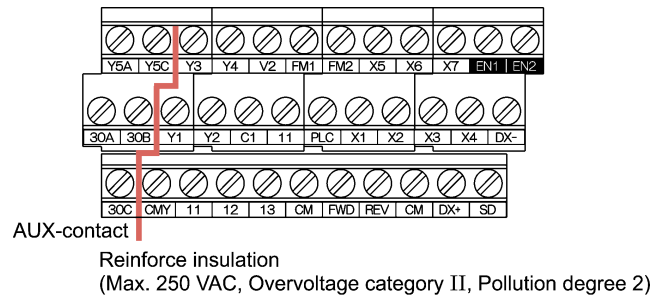 Y5A Y5C Y3 Y4 V2 FM1 FM2 X5 X6 X7 EN1 EN2
30A 30B Y1 Y2 C1 11 PLC X1 X2 X3 X4 DX-
30C CMY 11 12 13 CM FWD REV CM DX+ SD
AUX-contact
Reinforce insulation
(Max. 250 VAC, Overvoltage category II, Pollution degree 2)